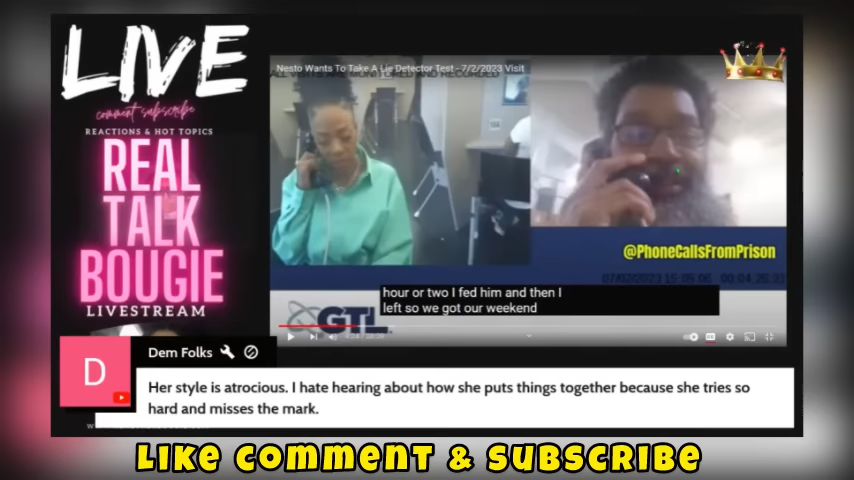 LIVE
comment subscribe
REACTIONS & HOT TOPICS
REAL
TALK
BOUGIE
LIVESTREAM
Nesto Wants To Take A Lie Detector Test - 7/2/2023 Visit
@PhoneCallsFromPrison
hour or two I fed him and then I
left so we got our weekend
GTL
D
Dem Folks
Her style is atrocious. I hate hearing about how she puts things together because she tries so
hard and misses the mark.
LIKE COMMENT & SUBSCRIBE